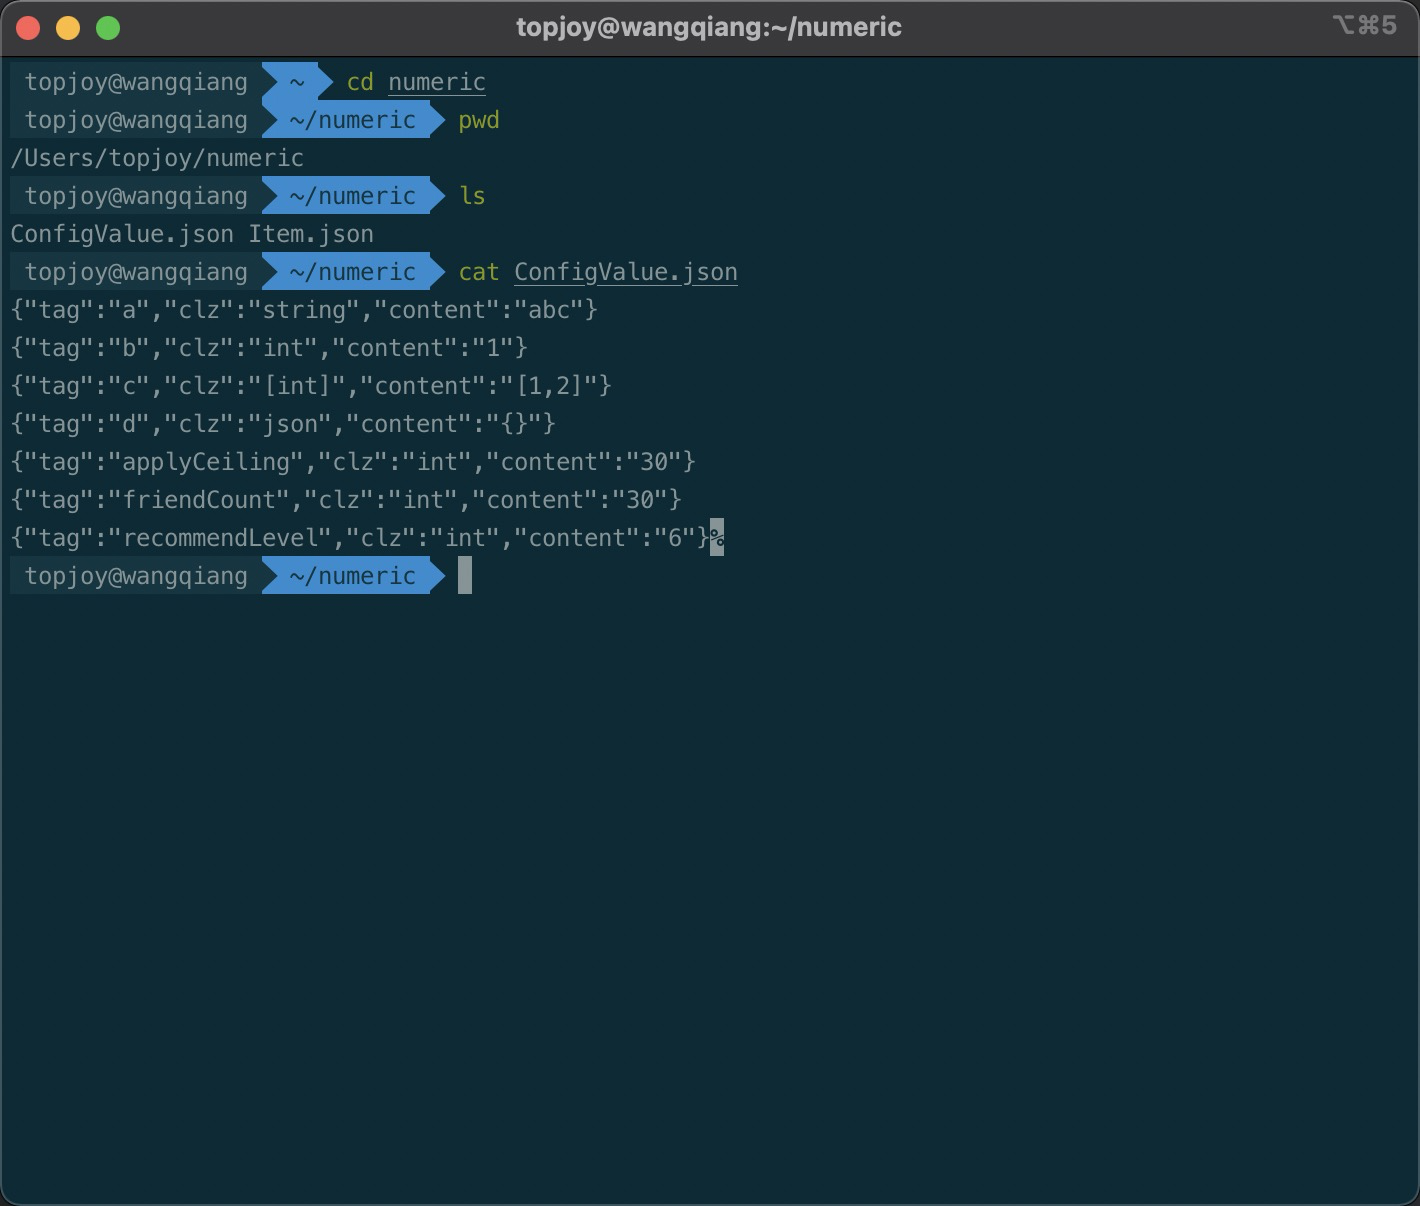 topjoy@wangqiang:~/numeric ⌥⌘5
topjoy@wangqiang ~ cd numeric
topjoy@wangqiang ~/numeric pwd
/Users/topjoy/numeric
topjoy@wangqiang ~/numeric ls
ConfigValue.json Item.json
topjoy@wangqiang ~/numeric cat ConfigValue.json
{"tag":"a","clz":"string","content":"abc"}
{"tag":"b","clz":"int","content":"1"}
{"tag":"c","clz":"[int]","content":"[1,2]"}
{"tag":"d","clz":"json","content":"{}"}
{"tag":"applyCeiling","clz":"int","content":"30"}
{"tag":"friendCount","clz":"int","content":"30"}
{"tag":"recommendLevel","clz":"int","content":"6"}%
topjoy@wangqiang ~/numeric